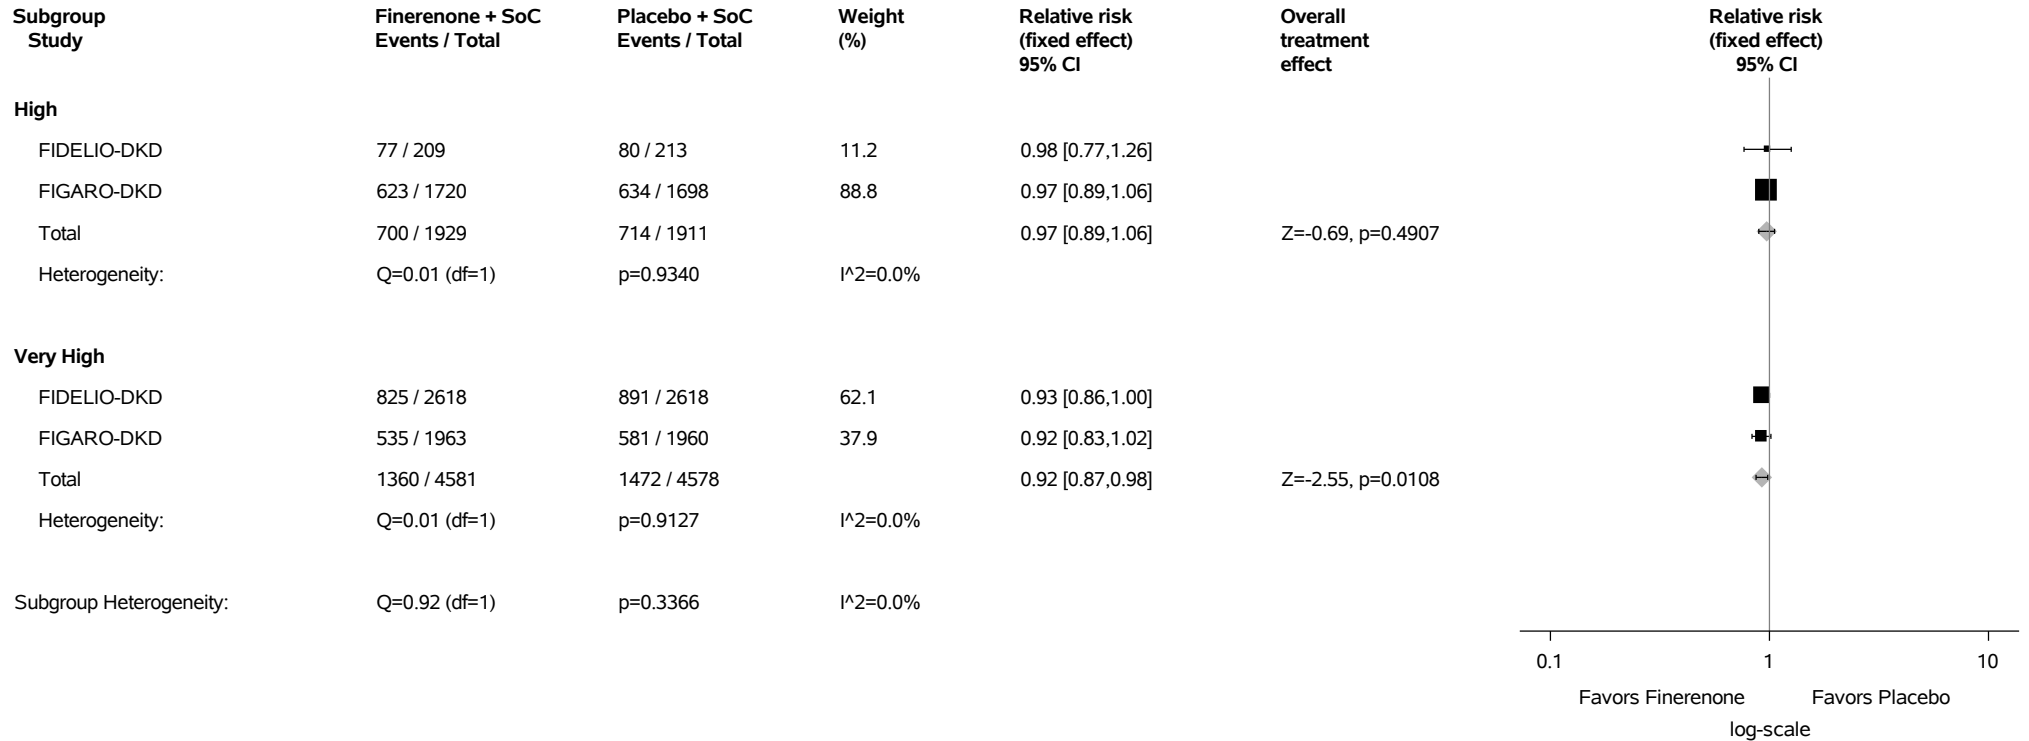 Subgroup Finerenone + SoC Placebo + SoC Weight Relative risk Overall Relative risk
Study Events / Total Events / Total (%) (fixed effect) treatment (fixed effect)
95% CI effect 95% CI
High
FIDELIO-DKD 77 / 209 80 / 213 11.2 0.98 [0.77,1.26]
FIGARO-DKD 623 / 1720 634 / 1698 88.8 0.97 [0.89,1.06]
Total 700 / 1929 714 / 1911 0.97 [0.89,1.06] Z=-0.69, p=0.4907
Heterogeneity: Q=0.01 (df=1) p=0.9340 I^2=0.0%
Very High
FIDELIO-DKD 825 / 2618 891 / 2618 62.1 0.93 [0.86,1.00]
FIGARO-DKD 535 / 1963 581 / 1960 37.9 0.92 [0.83,1.02]
Total 1360 / 4581 1472 / 4578 0.92 [0.87,0.98] Z=-2.55, p=0.0108
Heterogeneity: Q=0.01 (df=1) p=0.9127 I^2=0.0%
Subgroup Heterogeneity: Q=0.92 (df=1) p=0.3366 I^2=0.0%
0.1 1 10
Favors Finerenone Favors Placebo
log-scale